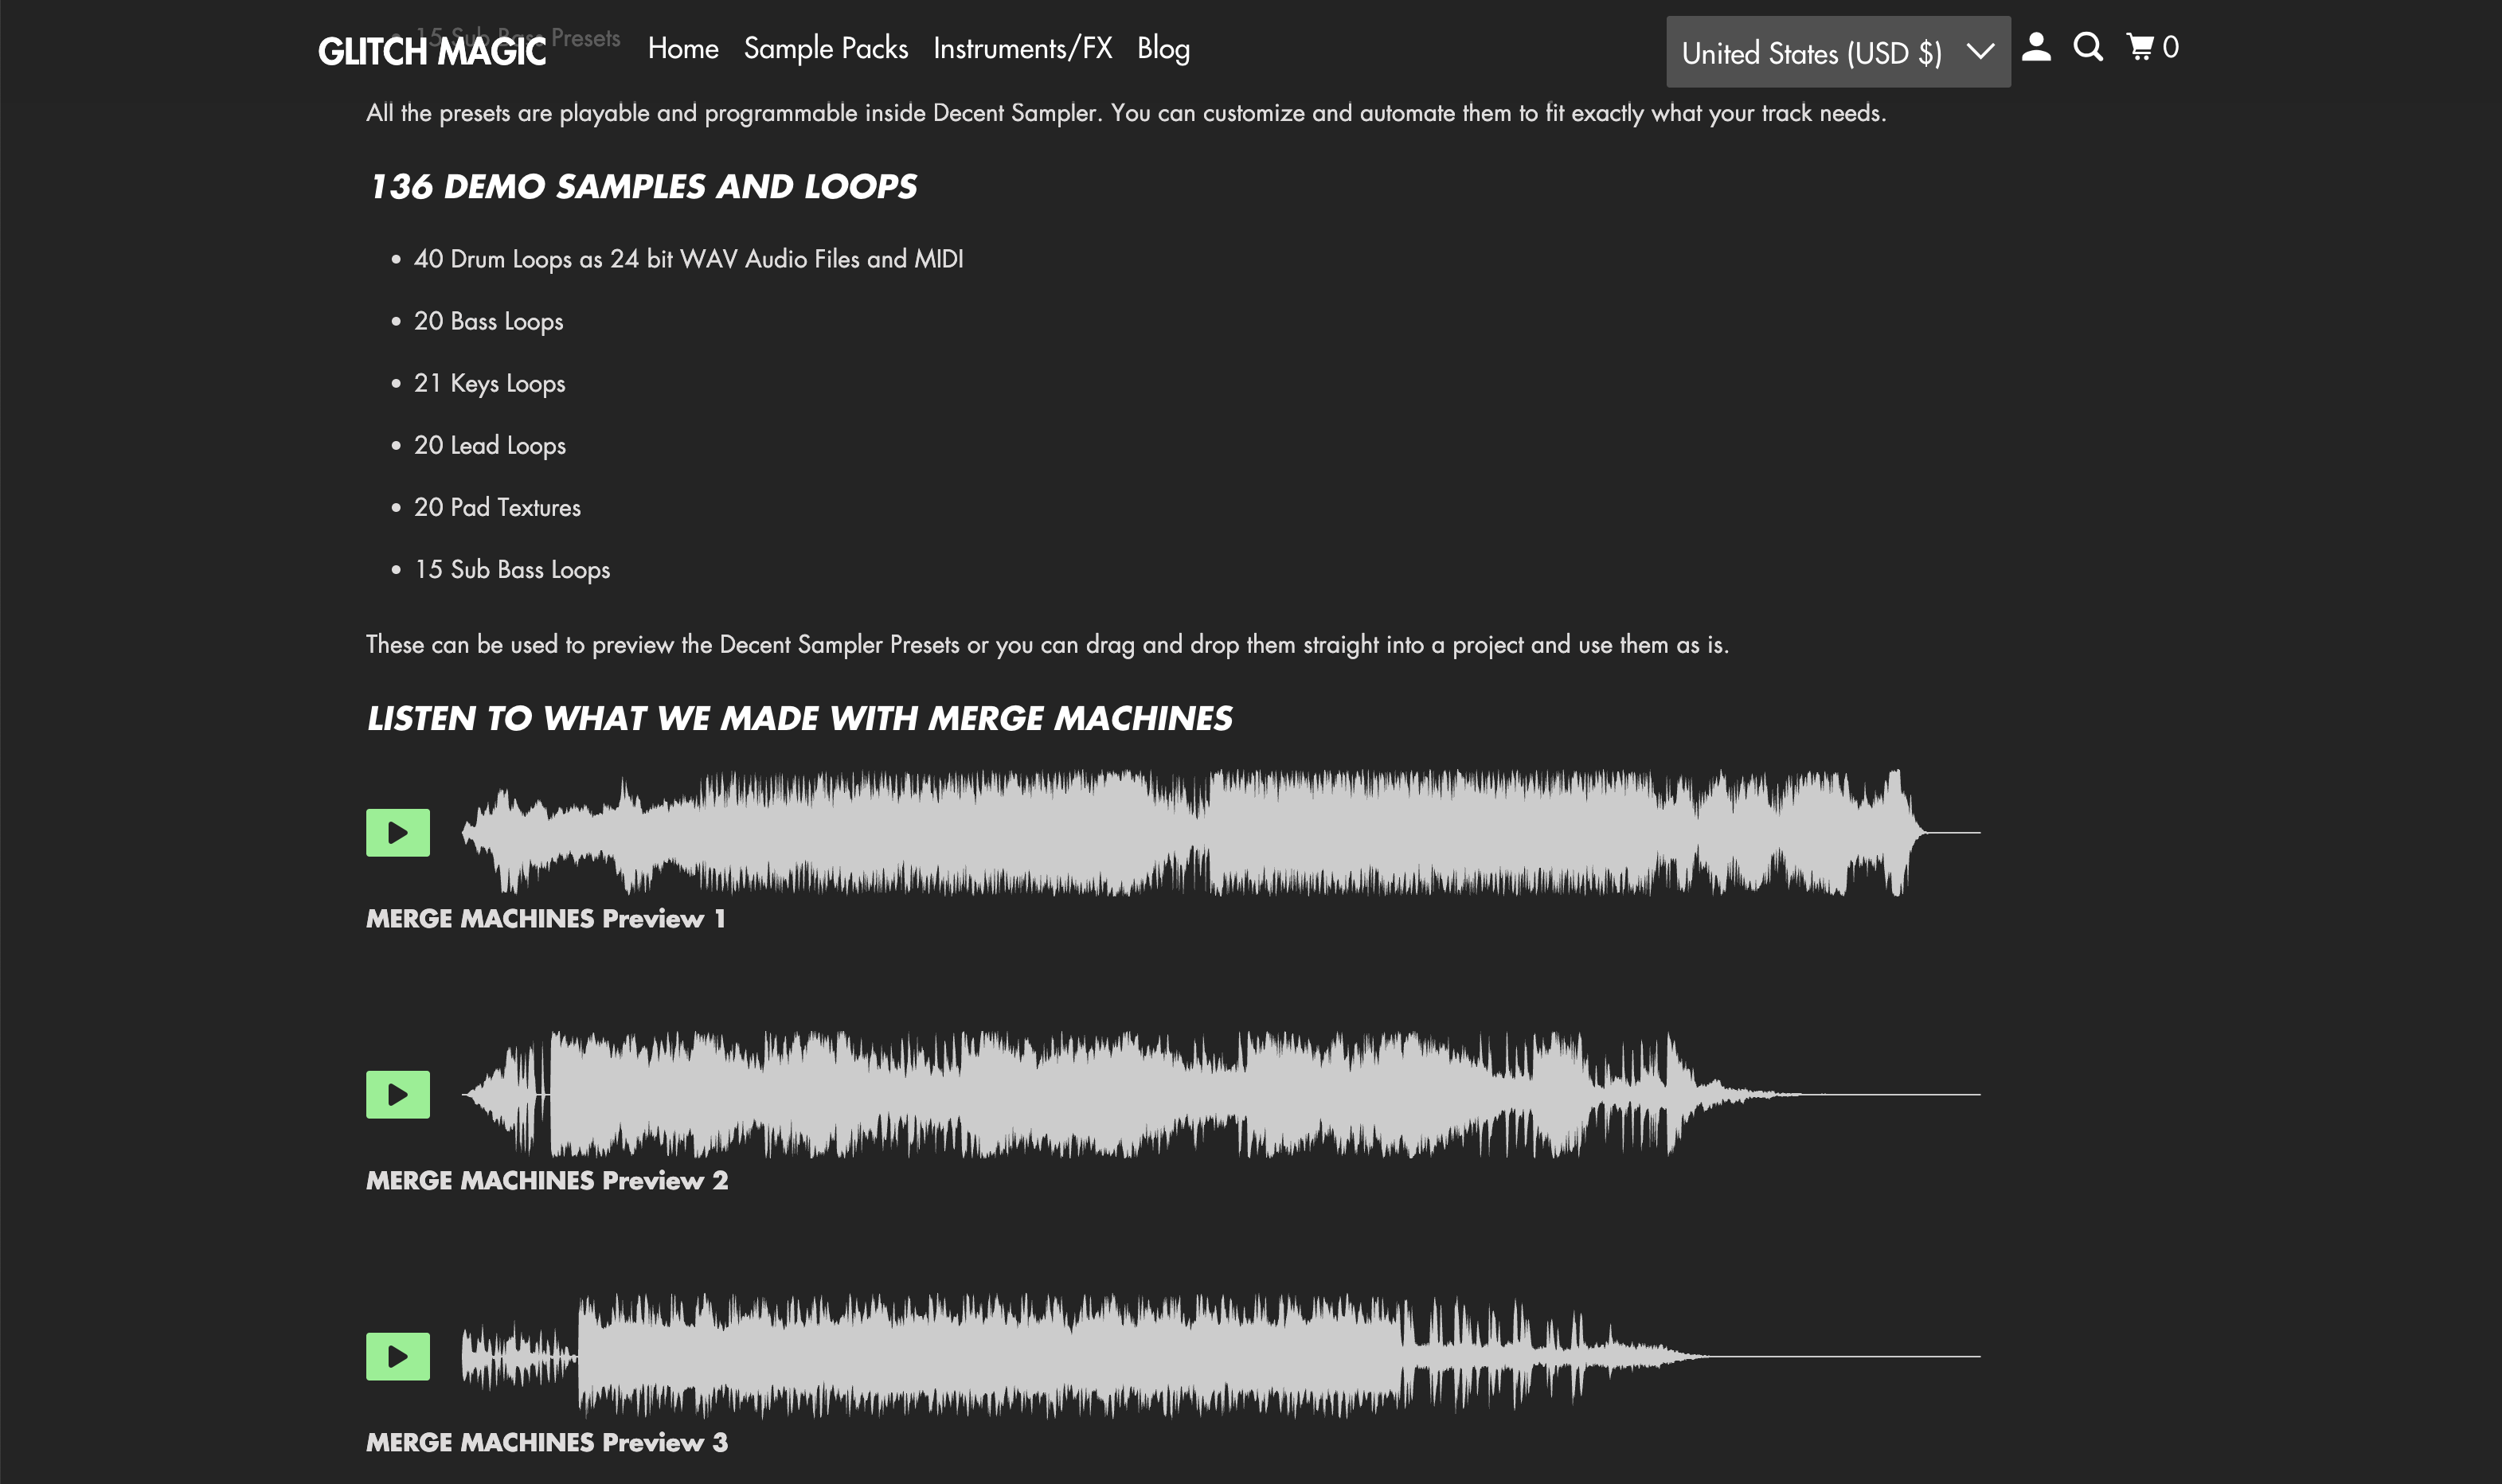 15 Sub Bass Presets
GLITCH MAGIC Home Sample Packs Instruments/FX Blog United States (USD $) 0
All the presets are playable and programmable inside Decent Sampler. You can customize and automate them to fit exactly what your track needs.
136 DEMO SAMPLES AND LOOPS
• 40 Drum Loops as 24 bit WAV Audio Files and MIDI
• 20 Bass Loops
• 21 Keys Loops
• 20 Lead Loops
• 20 Pad Textures
• 15 Sub Bass Loops
These can be used to preview the Decent Sampler Presets or you can drag and drop them straight into a project and use them as is.
LISTEN TO WHAT WE MADE WITH MERGE MACHINES
MERGE MACHINES Preview 1
MERGE MACHINES Preview 2
MERGE MACHINES Preview 3